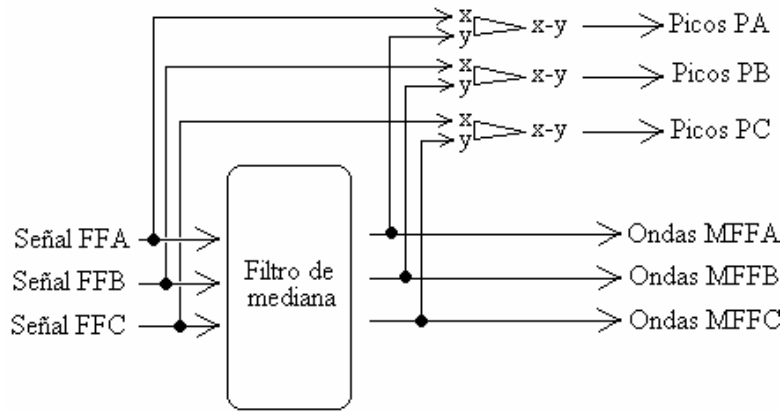 x
y
x-y
Picos PA
x
y
x-y
Picos PB
x
y
x-y
Picos PC
Señal FFA
Señal FFB
Señal FFC
Filtro de
mediana
Ondas MFFA
Ondas MFFB
Ondas MFFC